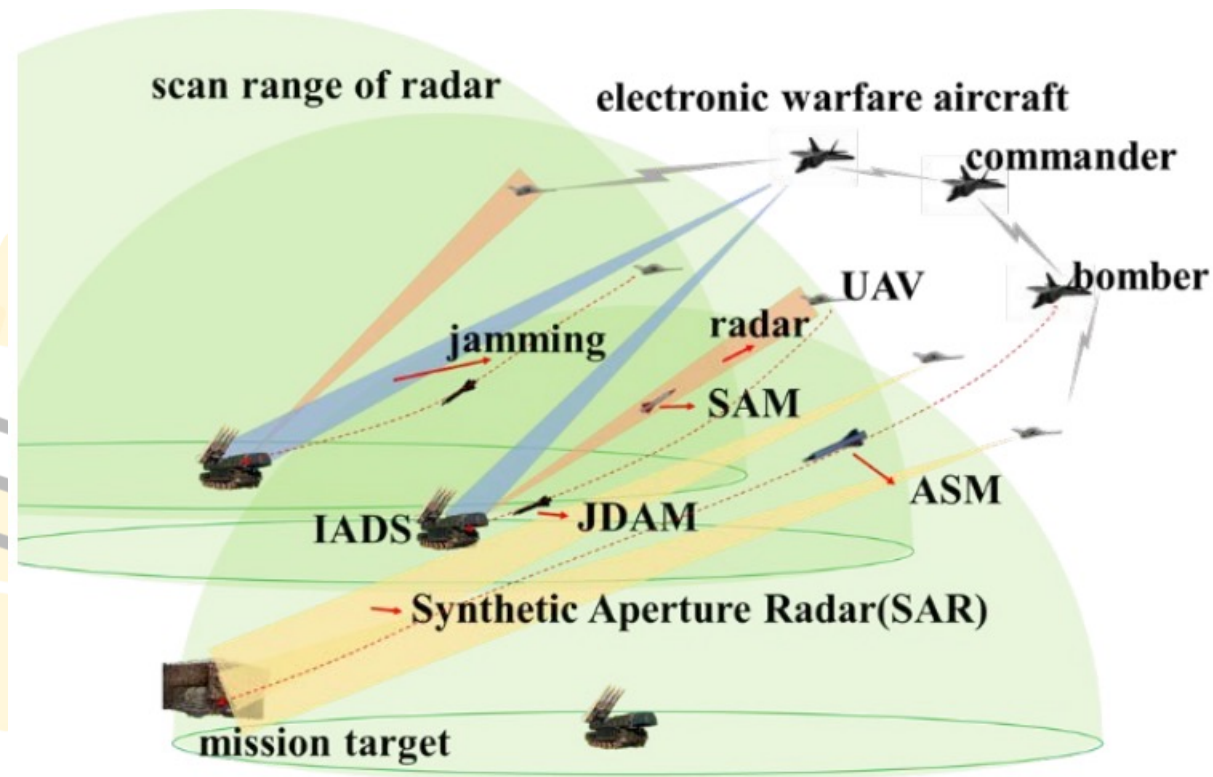 scan range of radar
electronic warfare aircraft
commander
bomber
UAV
radar
jamming
SAM
ASM
IADS
JDAM
Synthetic Aperture Radar(SAR)
mission target